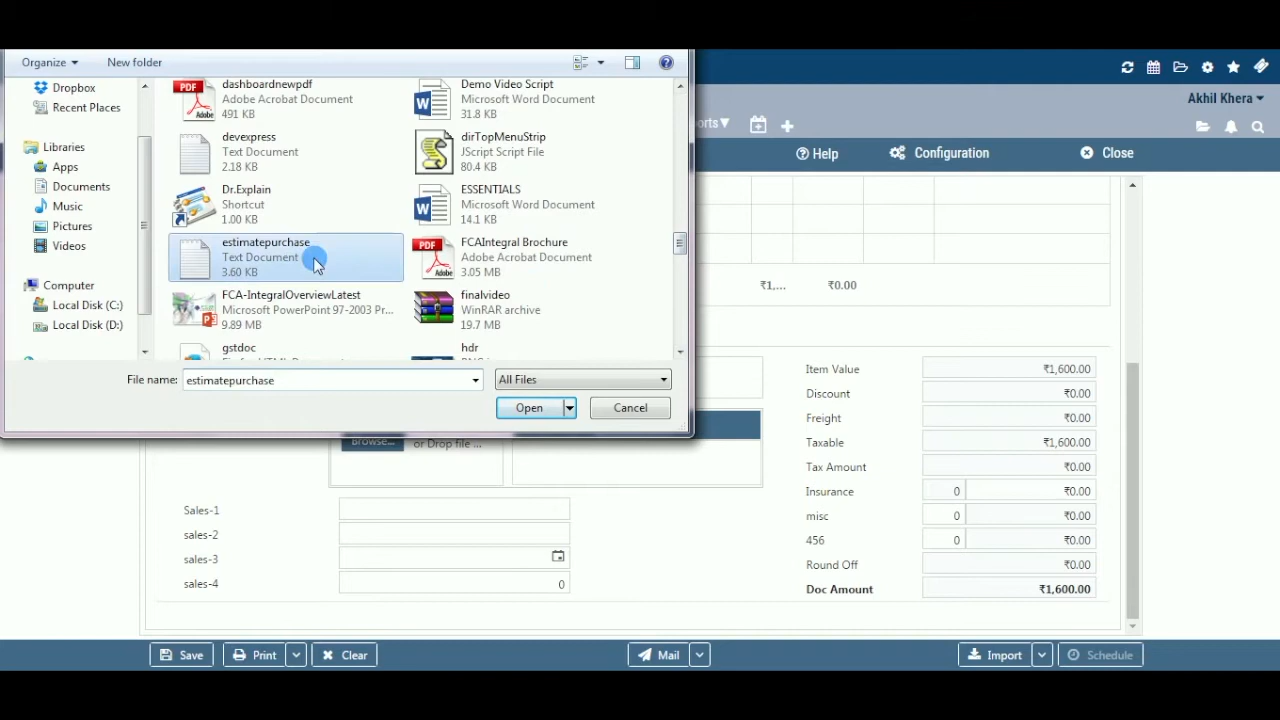 Organize
New folder
Dropbox
Recent Places
Libraries
Apps
Documents
Music
Pictures
Videos
Computer
Local Disk (C:)
Local Disk (D:)
dashboardnewpdf
Adobe Acrobat Document
491 KB
Demo Video Script
Microsoft Word Document
31.8 KB
devexpress
Text Document
2.18 KB
dirTopMenuStrip
JScript Script File
80.4 KB
Dr.Explain
Shortcut
1.00 KB
ESSENTIALS
Microsoft Word Document
14.1 KB
estimatepurchase
Text Document
3.60 KB
FCAIntegral Brochure
Adobe Acrobat Document
3.05 MB
FCA-IntegralOverviewLatest
Microsoft PowerPoint 97-2003 Pr...
9.89 MB
finalvideo
WinRAR archive
19.7 MB
gstdoc
hdr
File name: estimatepurchase
All Files
Open
Cancel
Akhil Khera
orts
Help
Configuration
Close
₹1,... ₹0.00
Browse... or Drop file ...
Item Value ₹1,600.00
Discount ₹0.00
Freight ₹0.00
Taxable ₹1,600.00
Tax Amount ₹0.00
Insurance 0 ₹0.00
misc 0 ₹0.00
456 0 ₹0.00
Round Off ₹0.00
Doc Amount ₹1,600.00
Sales-1
sales-2
sales-3
sales-4 0
Save
Print
Clear
Mail
Import
Schedule